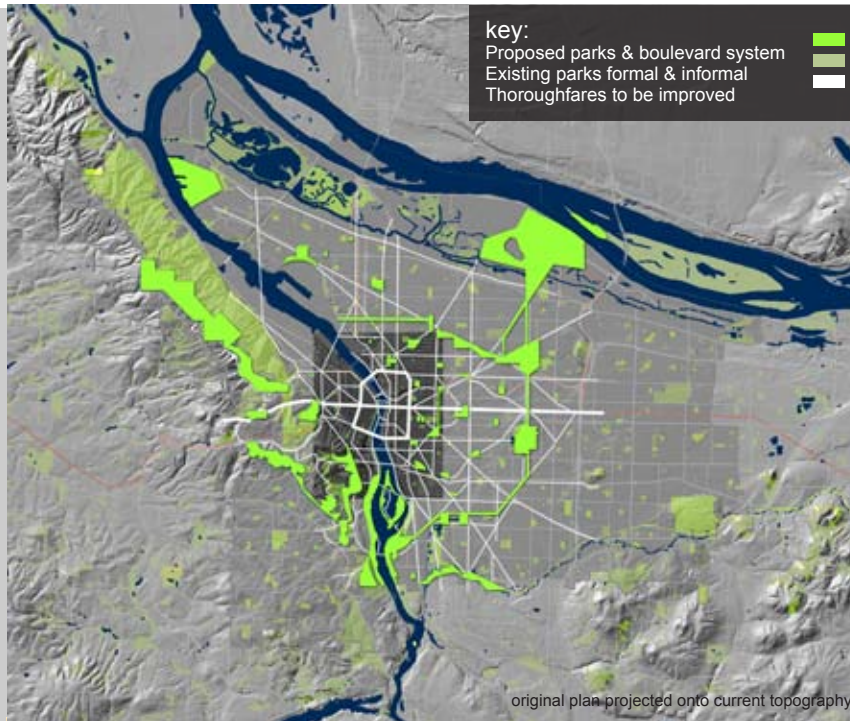 key:
Proposed parks & boulevard system
Existing parks formal & informal
Thoroughfares to be improved
original plan projected onto current topography